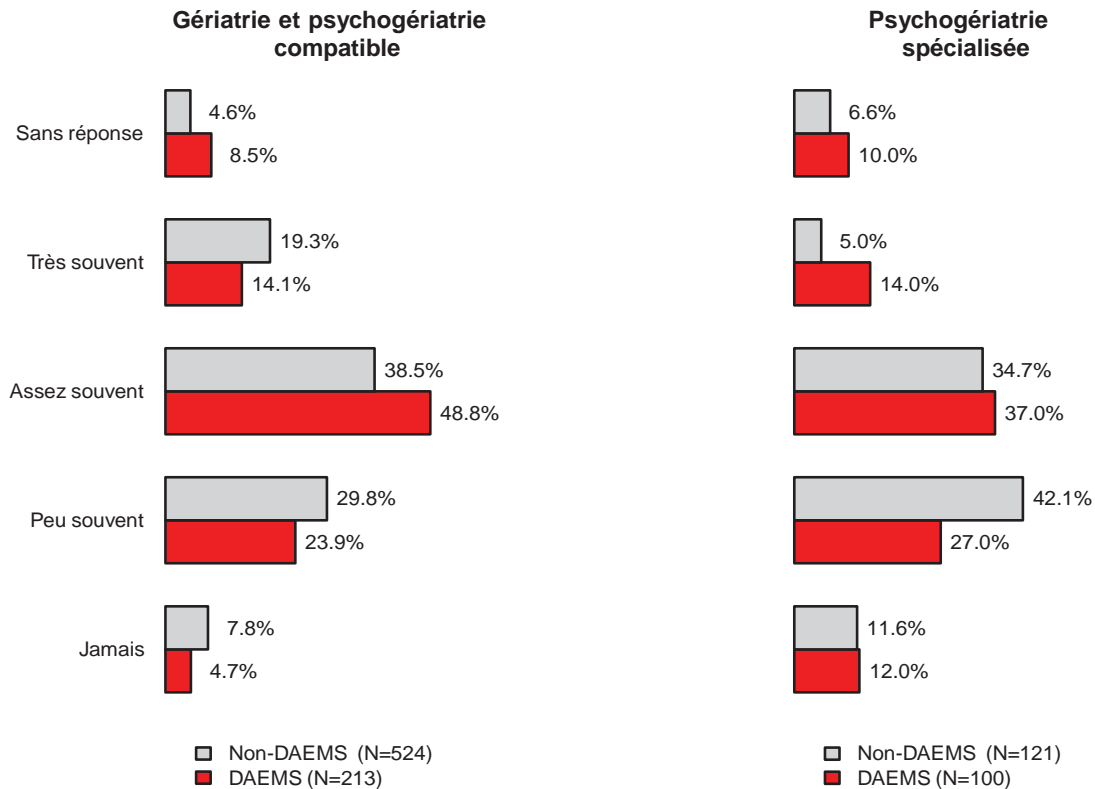 Gériatrie et psychogériatrie
compatible
Psychogériatrie
spécialisée
Sans réponse
4.6%
8.5%
6.6%
10.0%
Très souvent
19.3%
14.1%
5.0%
14.0%
Assez souvent
38.5%
48.8%
34.7%
37.0%
Peu souvent
29.8%
23.9%
42.1%
27.0%
Jamais
7.8%
4.7%
11.6%
12.0%
Non-DAEMS (N=524)
DAEMS (N=213)
Non-DAEMS (N=121)
DAEMS (N=100)